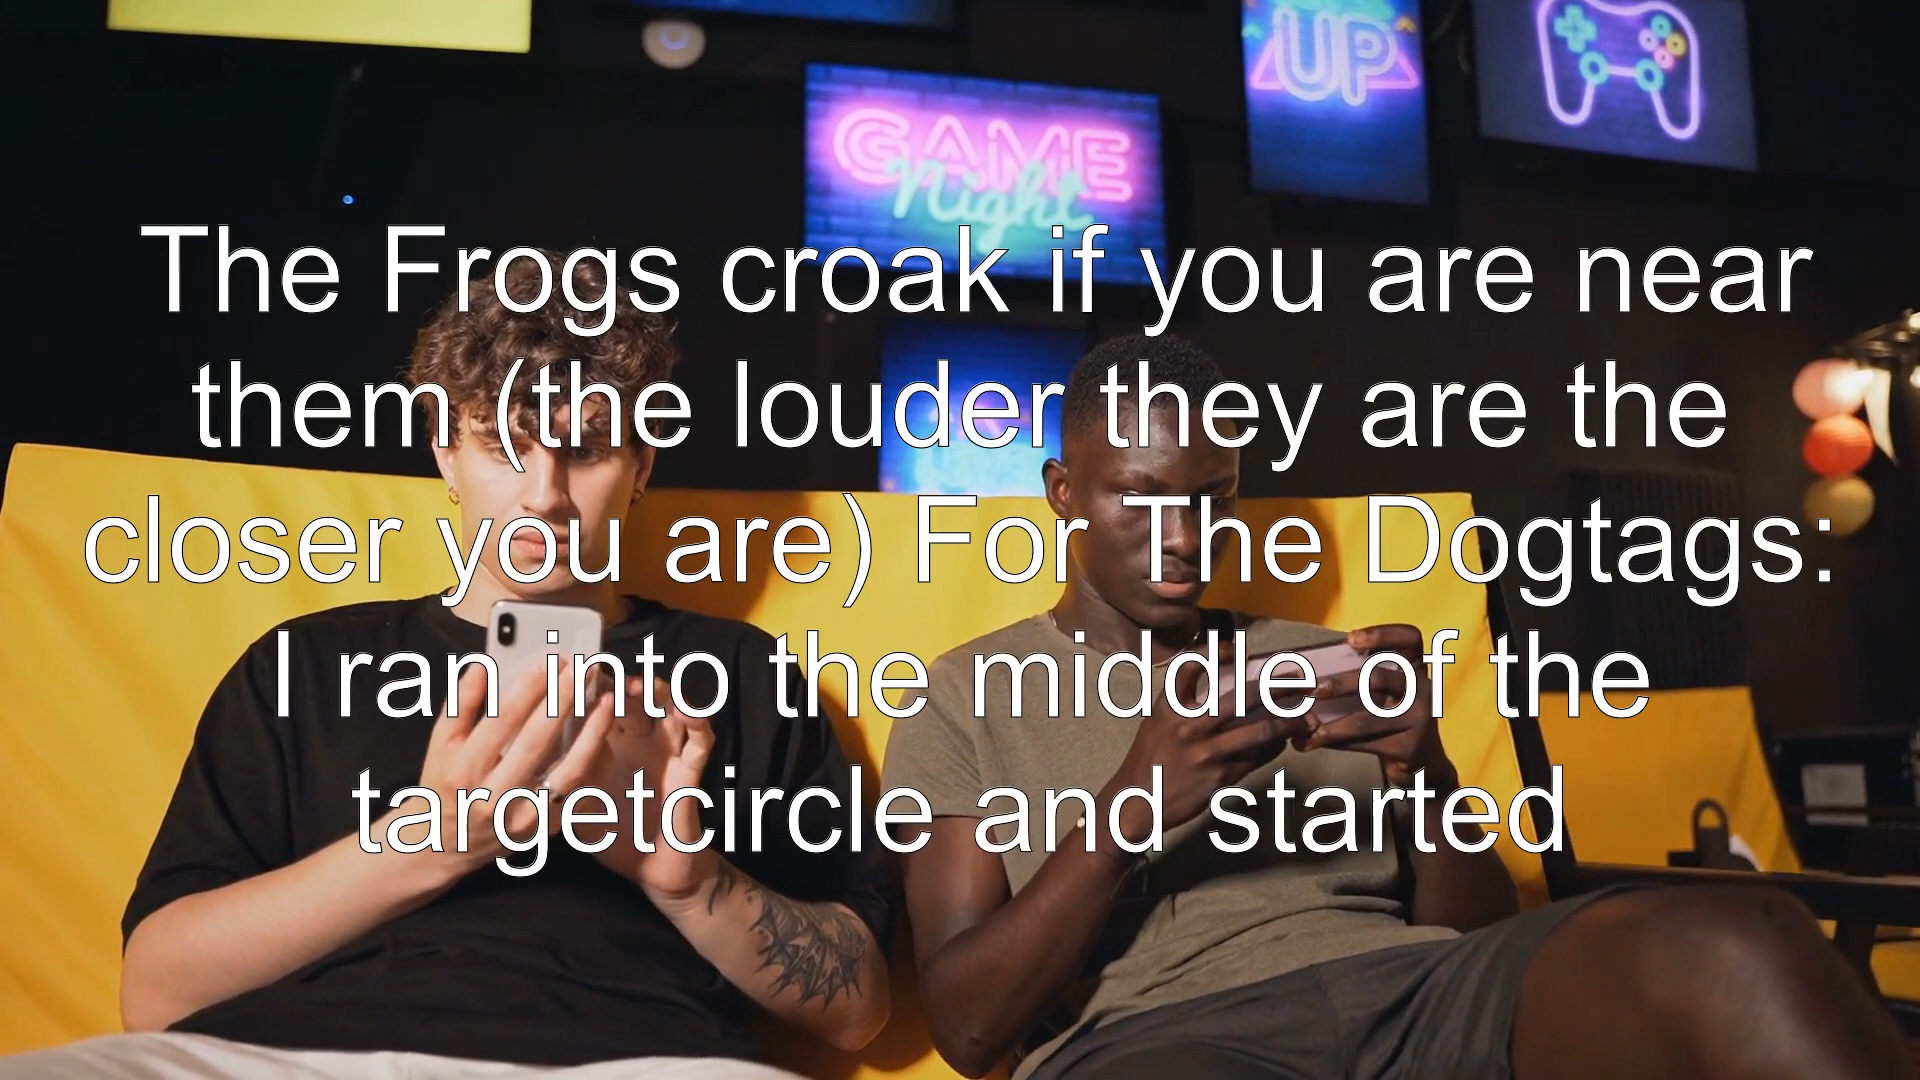 UP
GAME
Night
The Frogs croak if you are near
them (the louder they are the
closer you are) For The Dogtags:
I ran into the middle of the
targetcircle and started